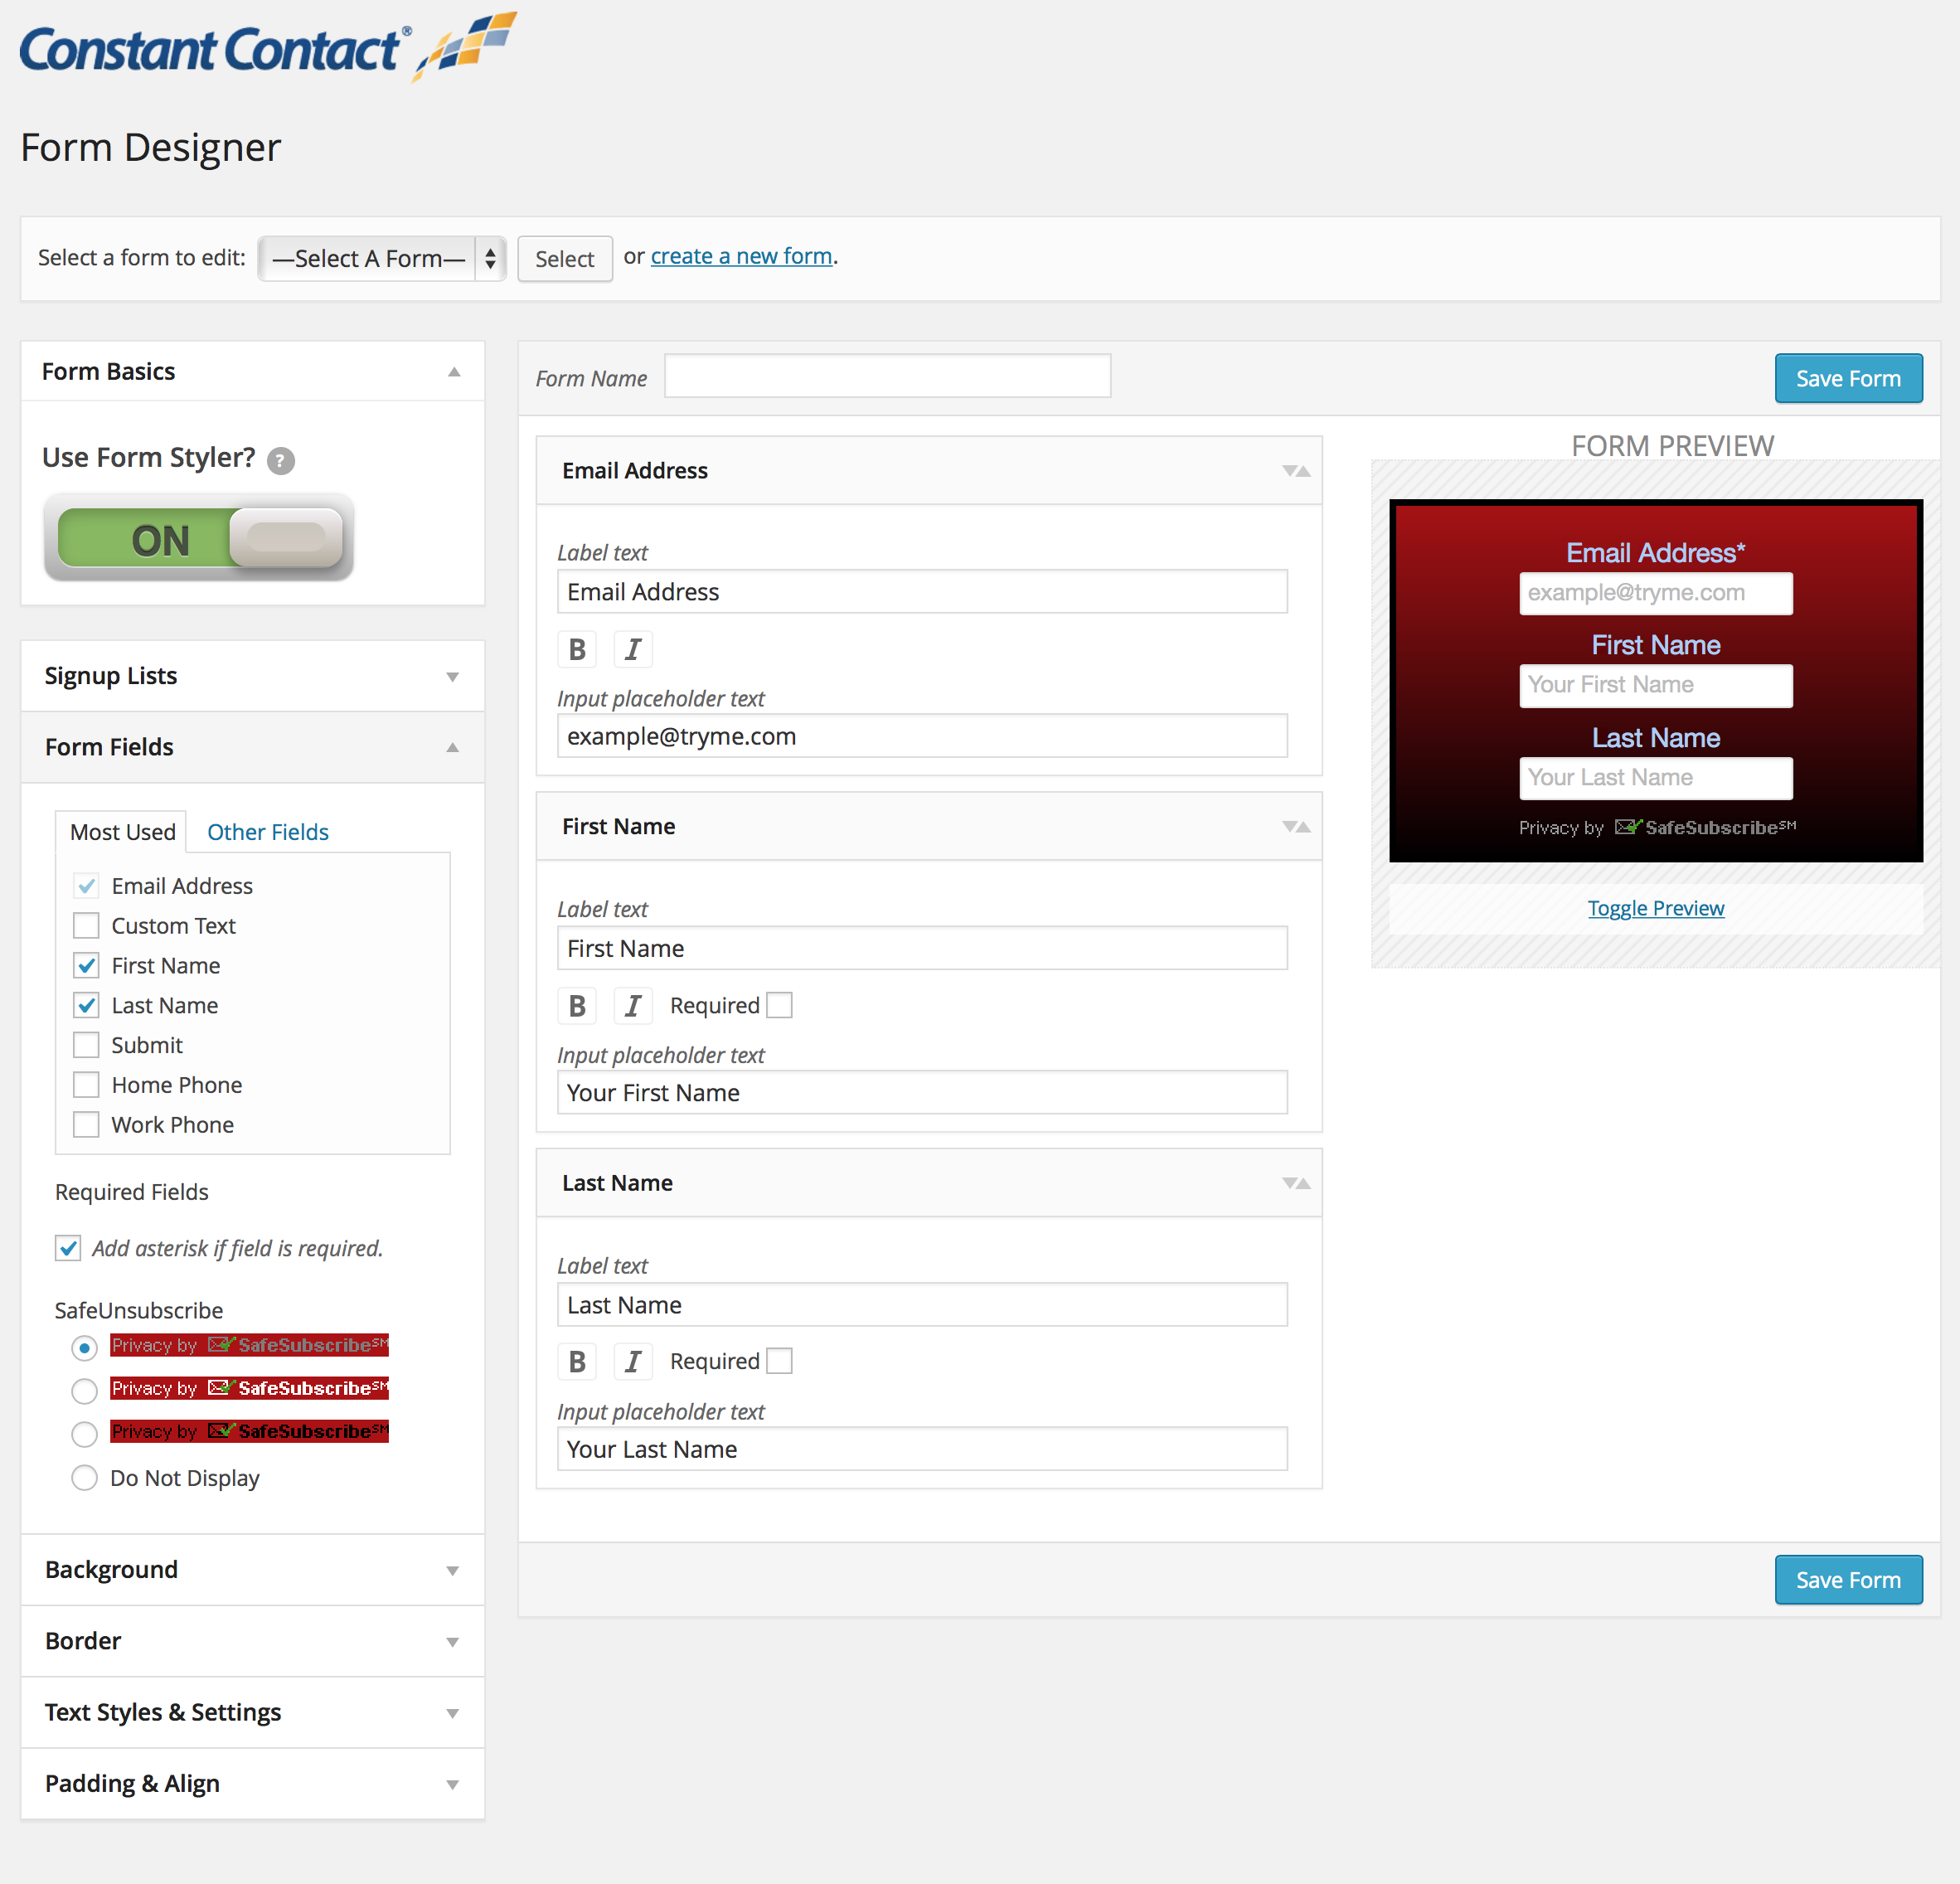 Constant Contact®
Form Designer
Select a form to edit: —Select A Form— Select or create a new form.
Form Basics
Use Form Styler? ?
ON
Signup Lists
Form Fields
Most Used Other Fields
Email Address
Custom Text
First Name
Last Name
Submit
Home Phone
Work Phone
Required Fields
Add asterisk if field is required.
SafeUnsubscribe
Privacy by SafeSubscribe℠
Privacy by SafeSubscribe℠
Privacy by SafeSubscribe℠
Do Not Display
Background
Border
Text Styles & Settings
Padding & Align
Form Name Save Form
Email Address
Label text
Email Address
B I
Input placeholder text
example@tryme.com
First Name
Label text
First Name
B I Required
Input placeholder text
Your First Name
Last Name
Label text
Last Name
B I Required
Input placeholder text
Your Last Name
FORM PREVIEW
Email Address*
example@tryme.com
First Name
Your First Name
Last Name
Your Last Name
Privacy by SafeSubscribe℠
Toggle Preview
Save Form